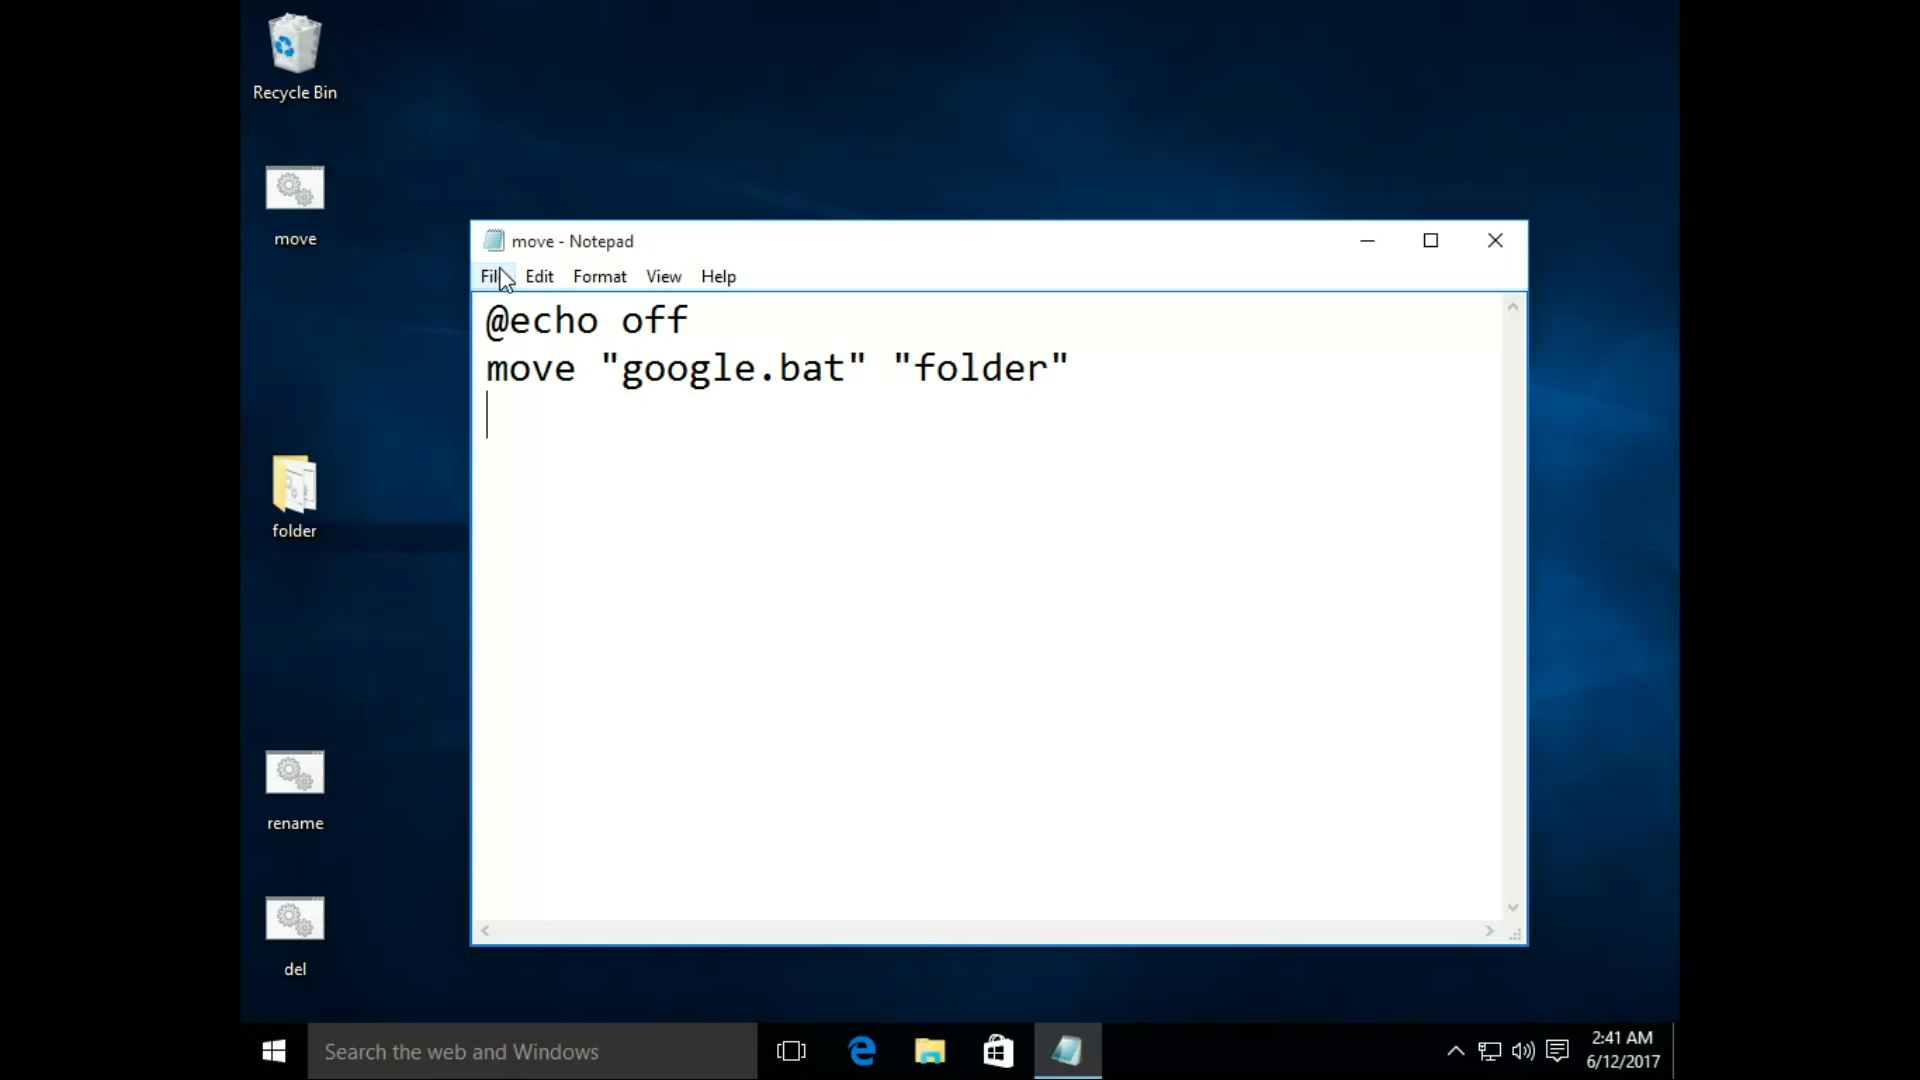 Recycle Bin
move
folder
rename
del
move - Notepad
File Edit Format View Help
@echo off
move "google.bat" "folder"
Search the web and Windows
2:41 AM
6/12/2017